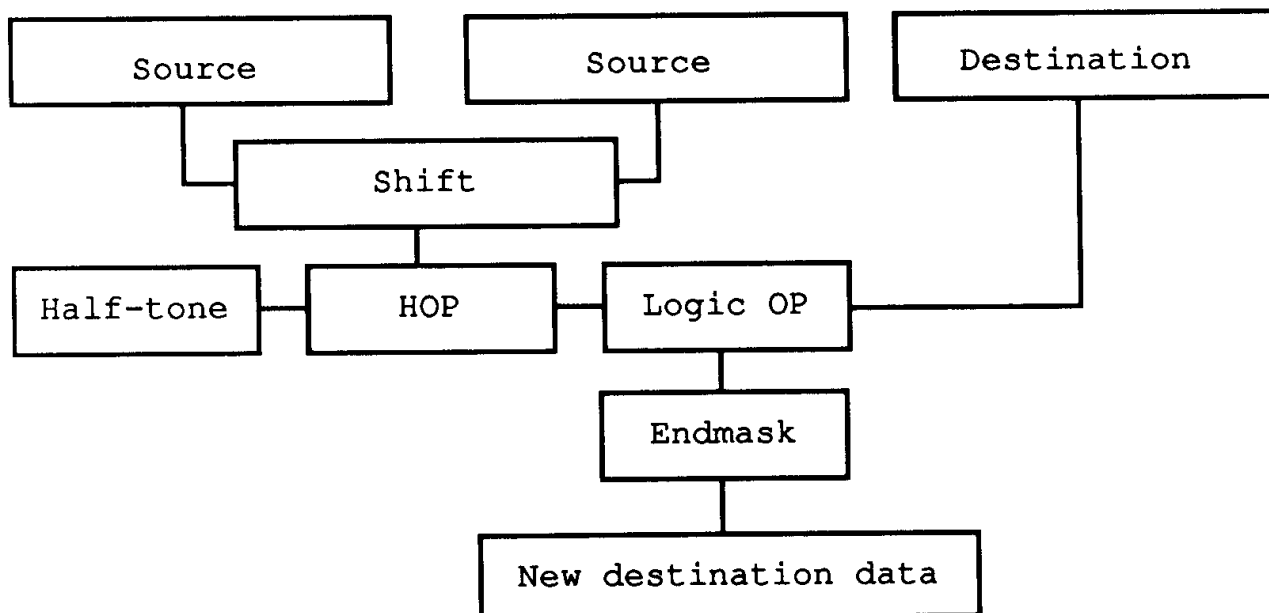 Source
Source
Destination
Shift
Half-tone
HOP
Logic OP
Endmask
New destination data